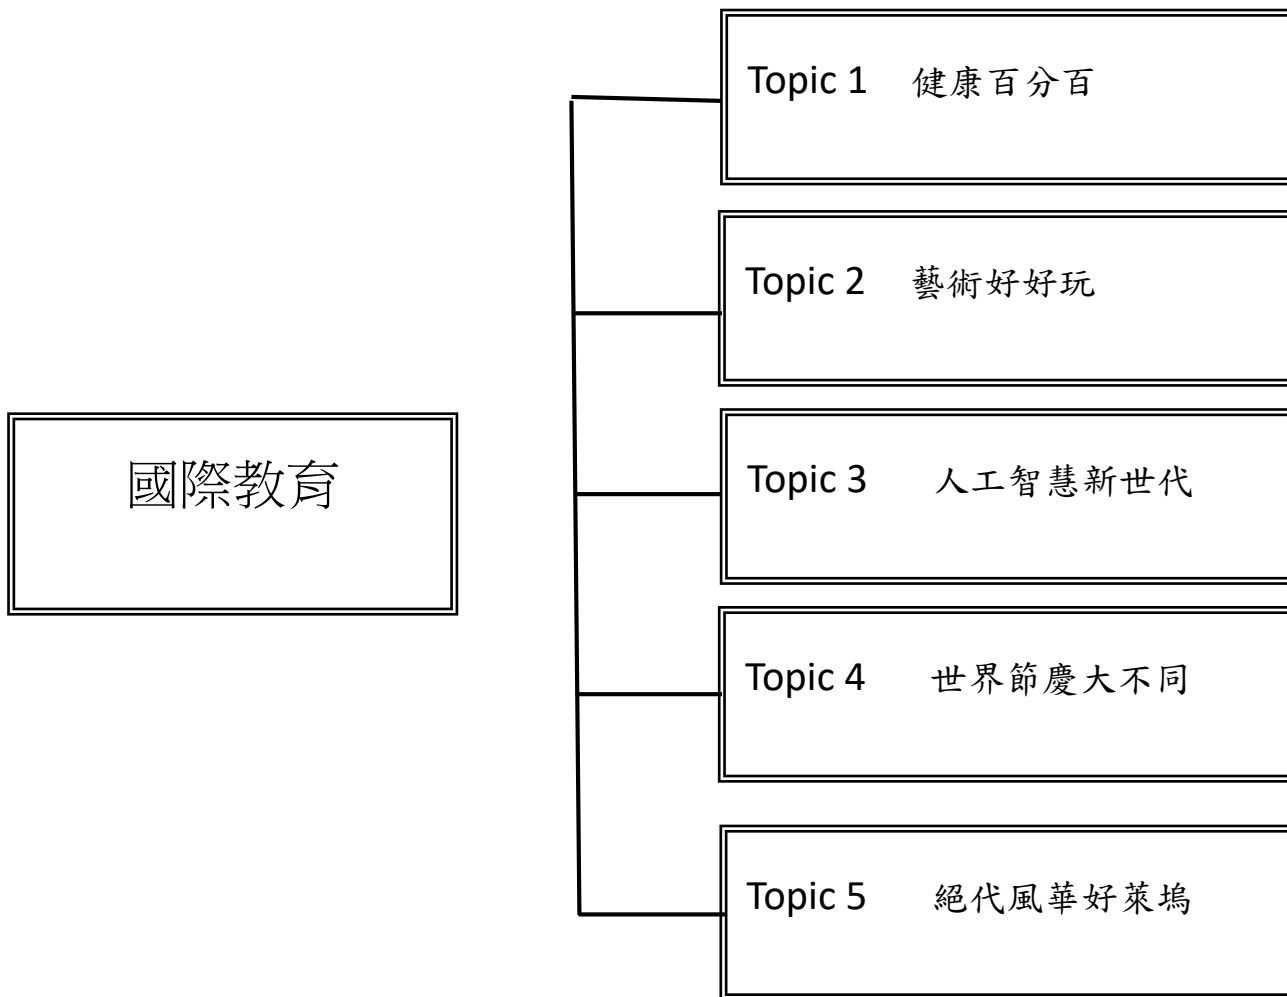 Topic 1 健康百分百
Topic 2 藝術好好玩
國際教育
Topic 3 人工智慧新世代
Topic 4 世界節慶大不同
Topic 5 絕代風華好萊塢